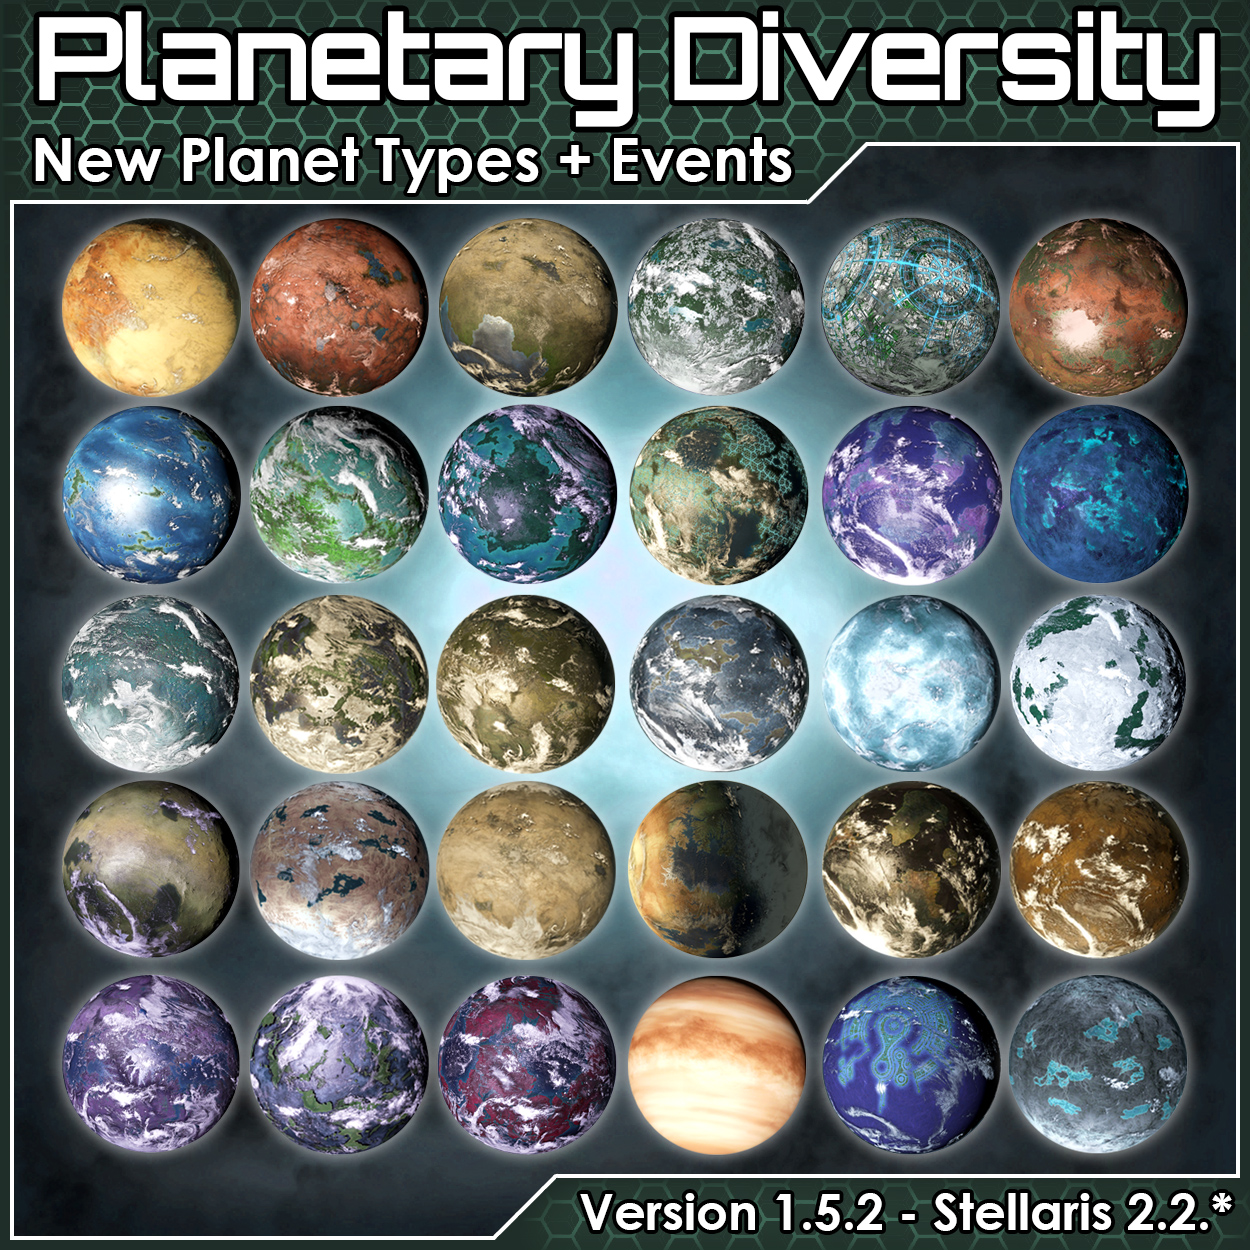 Planetary Diversity
New Planet Types + Events
Version 1.5.2 - Stellaris 2.2.*